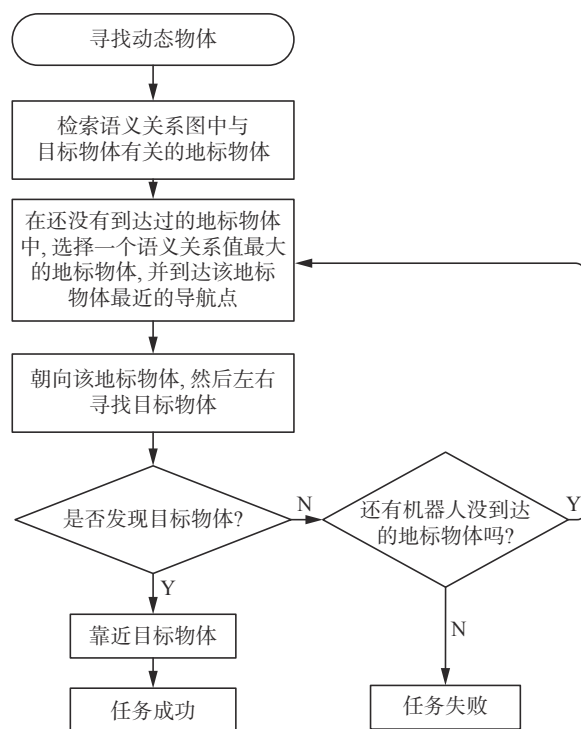 寻找动态物体
检索语义关系图中与
目标物体有关的地标物体
在还没有到达过的地标物体
中, 选择一个语义关系值最大
的地标物体, 并到达该地标
物体最近的导航点
朝向该地标物体, 然后左右
寻找目标物体
是否发现目标物体?
N
还有机器人没到达
的地标物体吗?
Y
Y
N
靠近目标物体
任务成功
任务失败